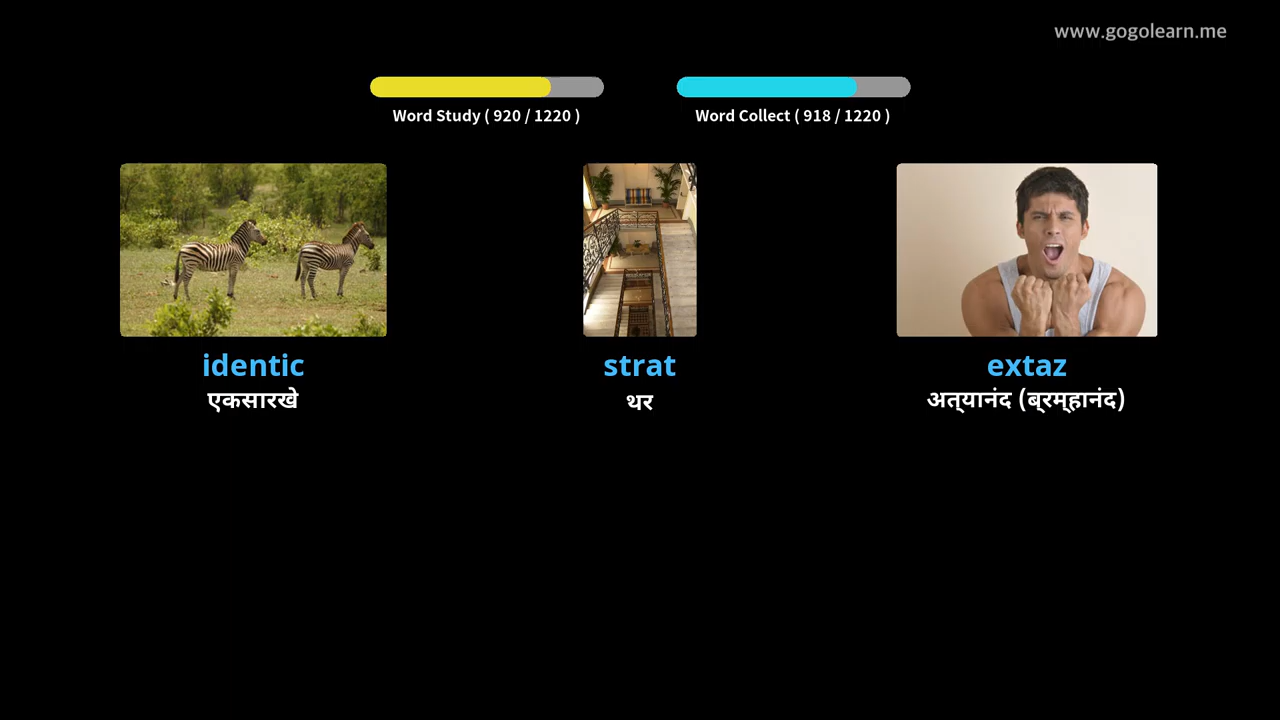 www.gogolearn.me
Word Study ( 920 / 1220 )
Word Collect ( 918 / 1220 )
identic
एकसारखे
strat
थर
extaz
अत्‌यानंद (ब्‌रम्‌हानंद)